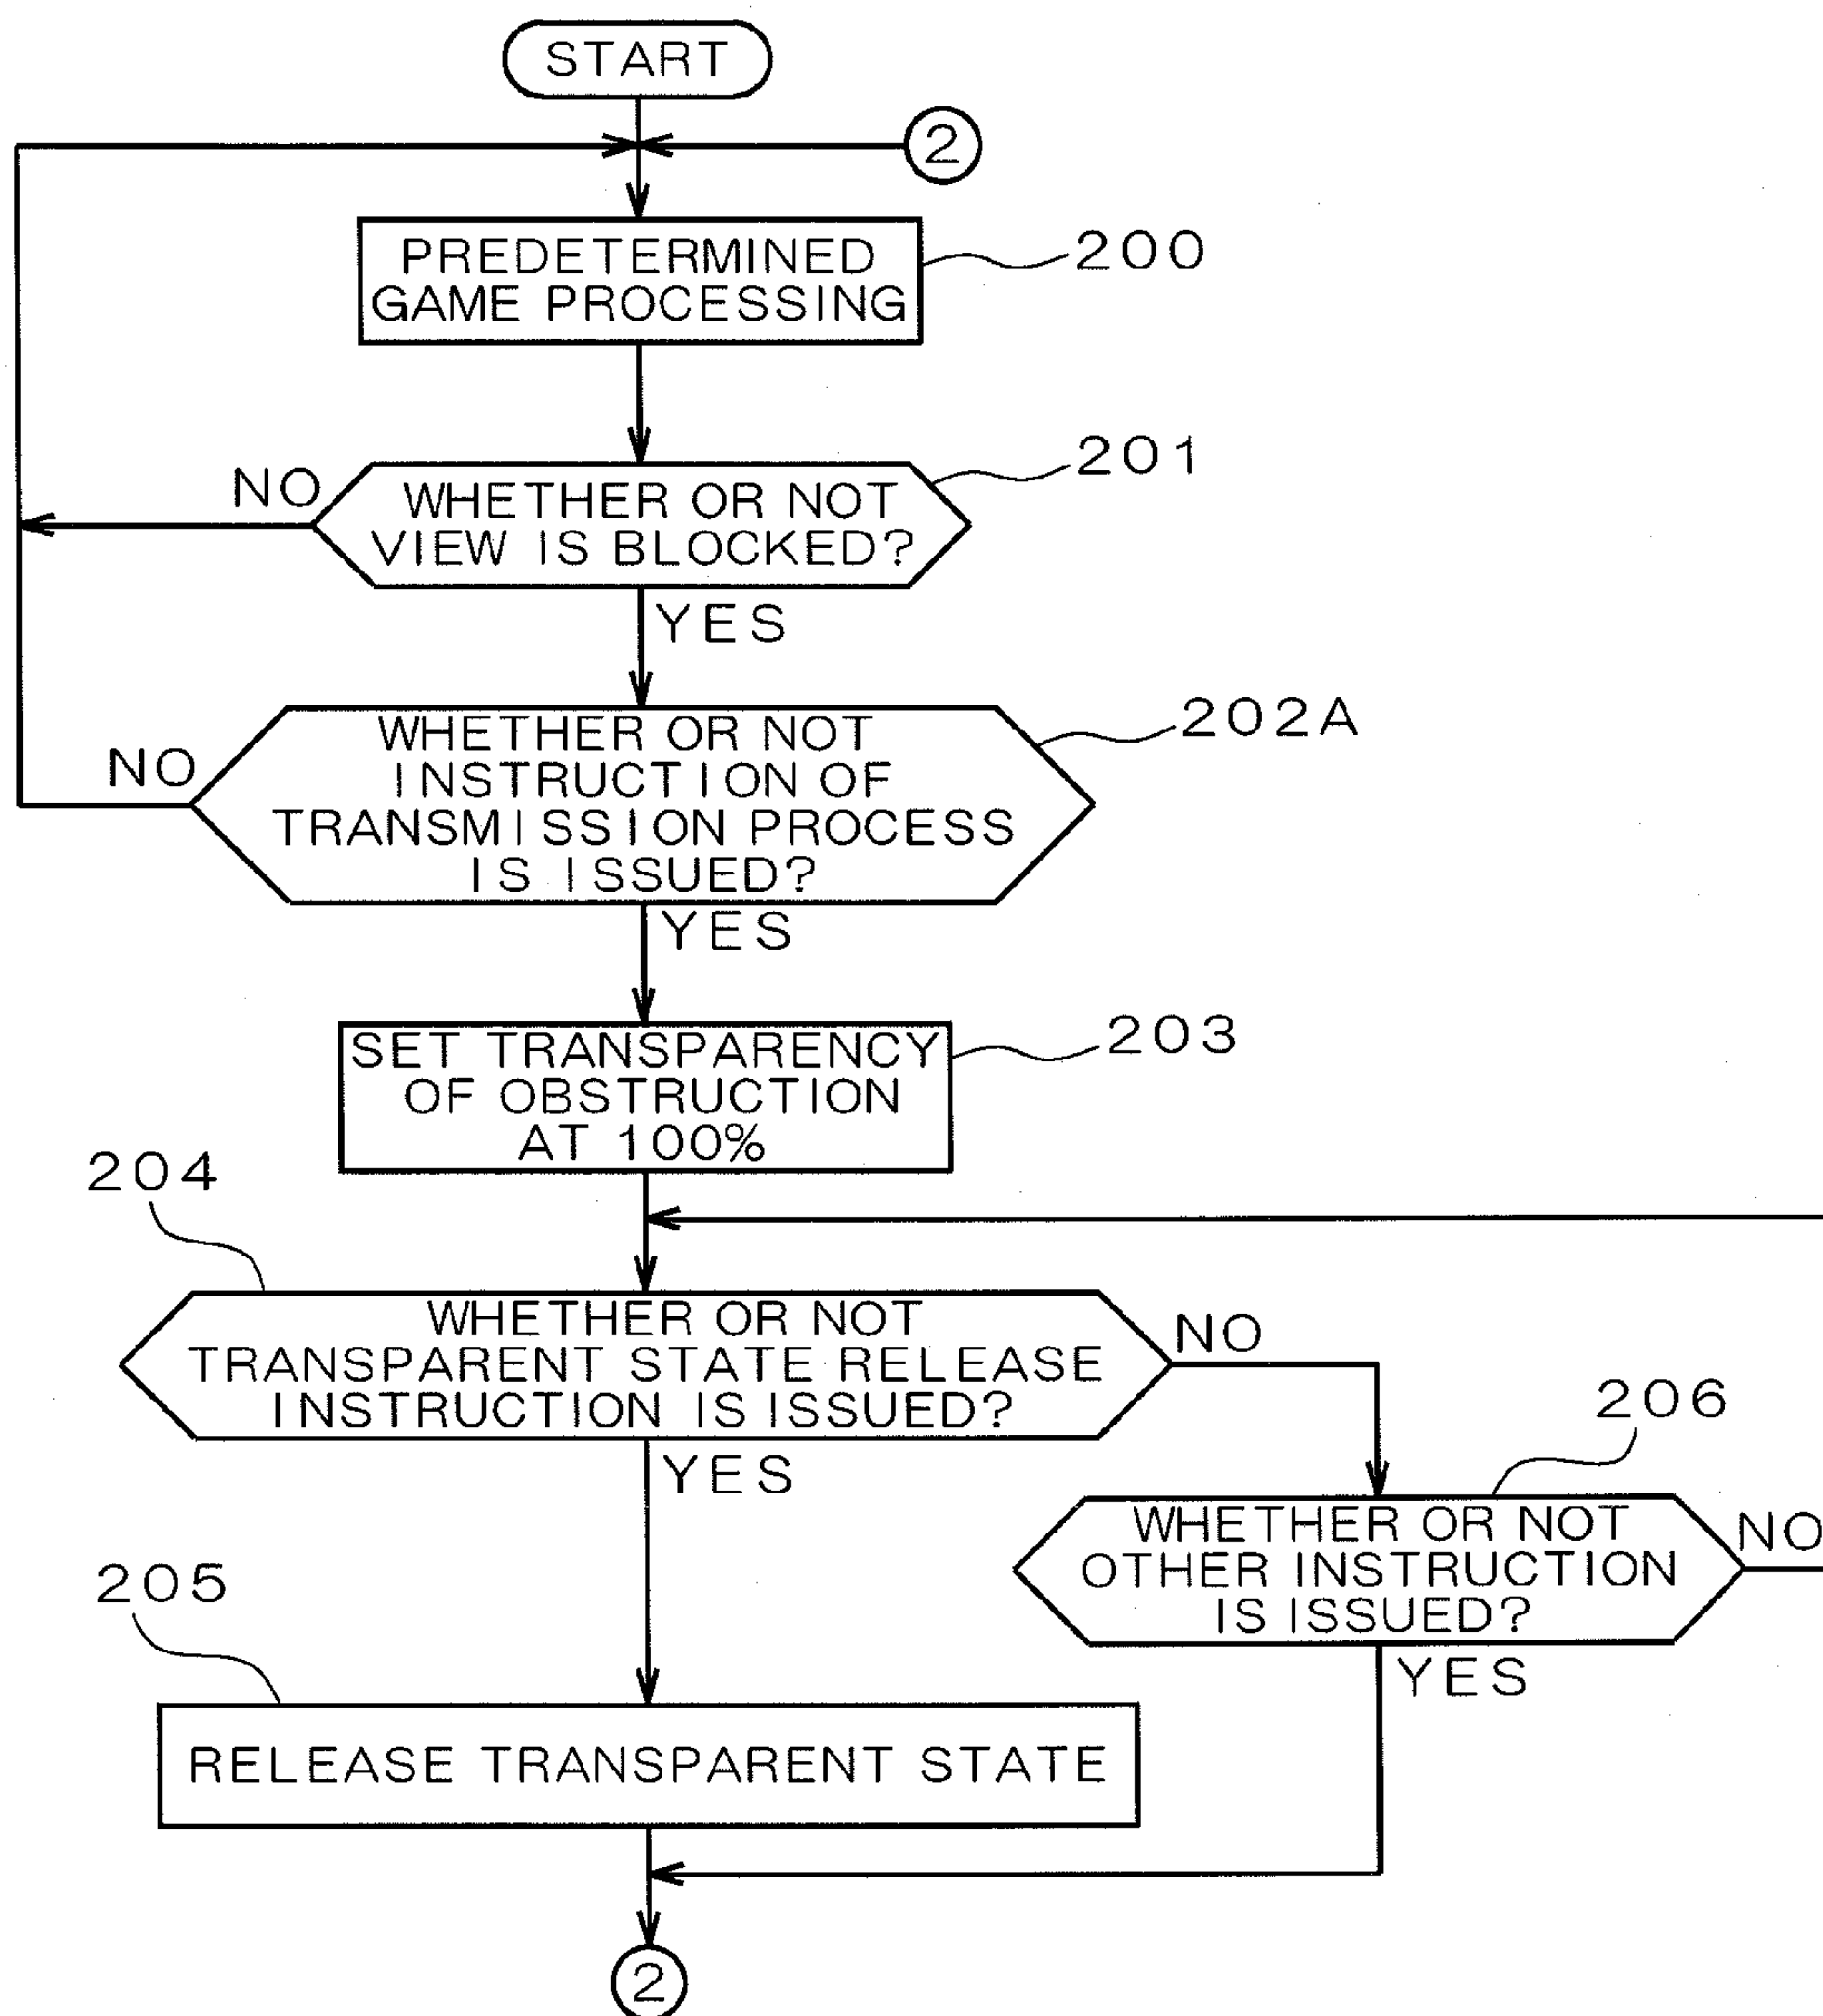 START
2
PREDETERMINED
GAME PROCESSING
200
WHETHER OR NOT
VIEW IS BLOCKED?
201
NO
YES
WHETHER OR NOT
INSTRUCTION OF
TRANSMISSION PROCESS
IS ISSUED?
202A
NO
YES
SET TRANSPARENCY
OF OBSTRUCTION
AT 100%
203
204
WHETHER OR NOT
TRANSPARENT STATE RELEASE
INSTRUCTION IS ISSUED?
NO
YES
206
WHETHER OR NOT
OTHER INSTRUCTION
IS ISSUED?
NO
YES
205
RELEASE TRANSPARENT STATE
2